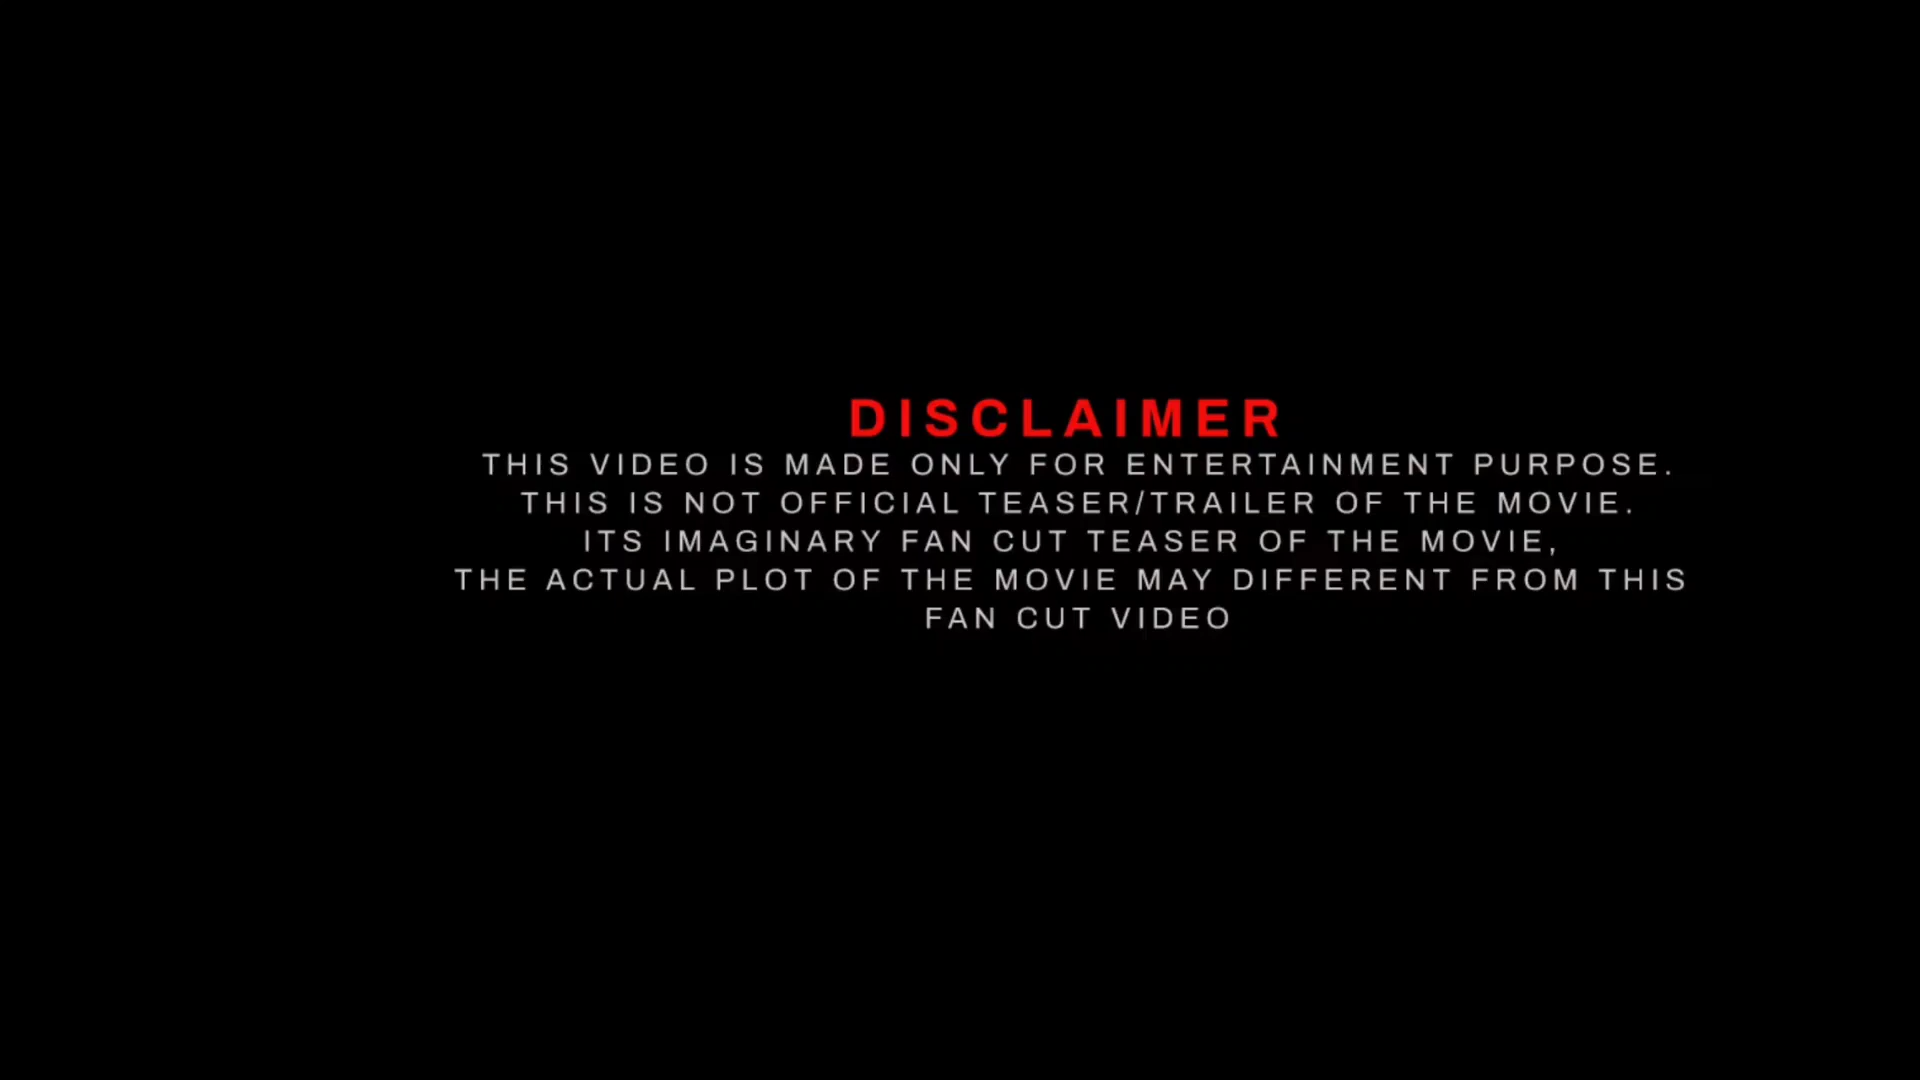 DISCLAIMER
THIS VIDEO IS MADE ONLY FOR ENTERTAINMENT PURPOSE.
THIS IS NOT OFFICIAL TEASER/TRAILER OF THE MOVIE.
ITS IMAGINARY FAN CUT TEASER OF THE MOVIE,
THE ACTUAL PLOT OF THE MOVIE MAY DIFFERENT FROM THIS
FAN CUT VIDEO